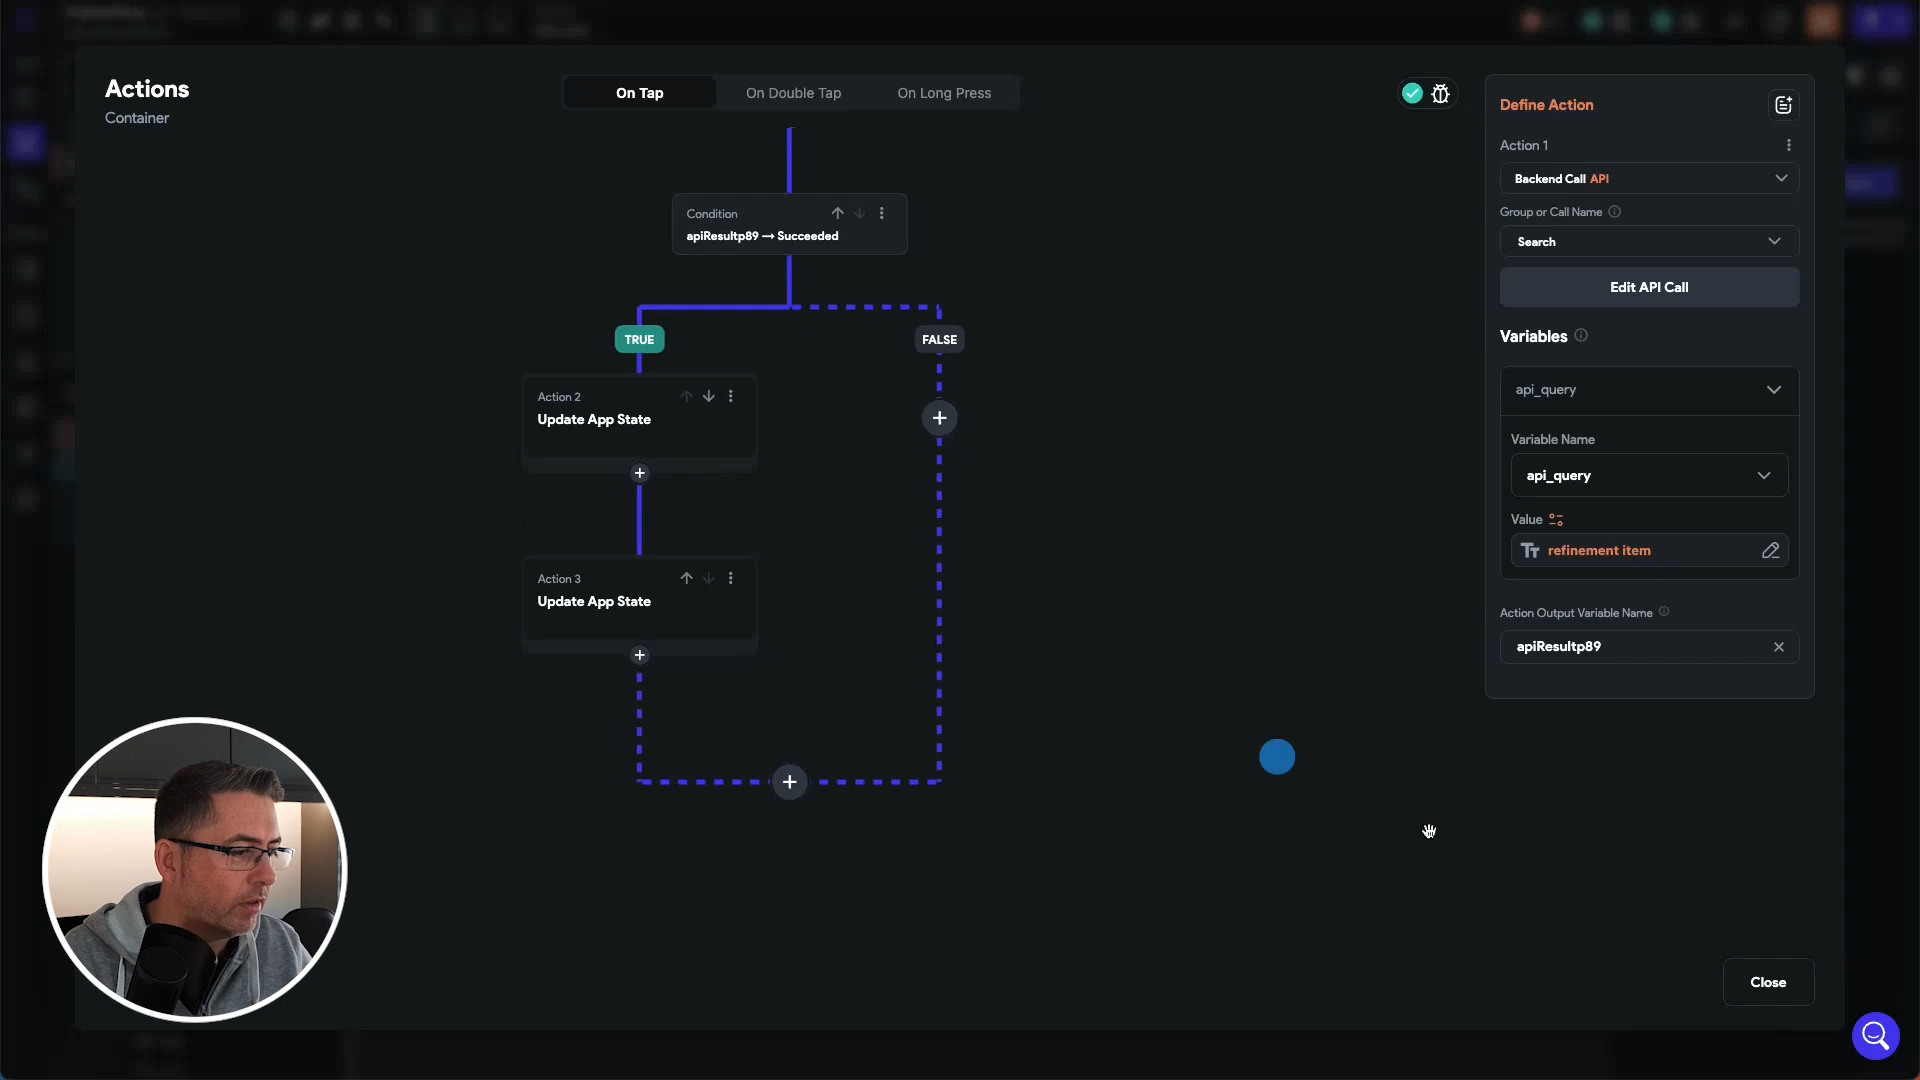 Actions
Container
On Tap
On Double Tap
On Long Press
Condition
apiResultp89 → Succeeded
TRUE
FALSE
Action 2
Update App State
Action 3
Update App State
Define Action
Action 1
Backend Call API
Group or Call Name
Search
Edit API Call
Variables
api_query
Variable Name
api_query
Value
Tт refinement item
Action Output Variable Name
apiResultp89
Close